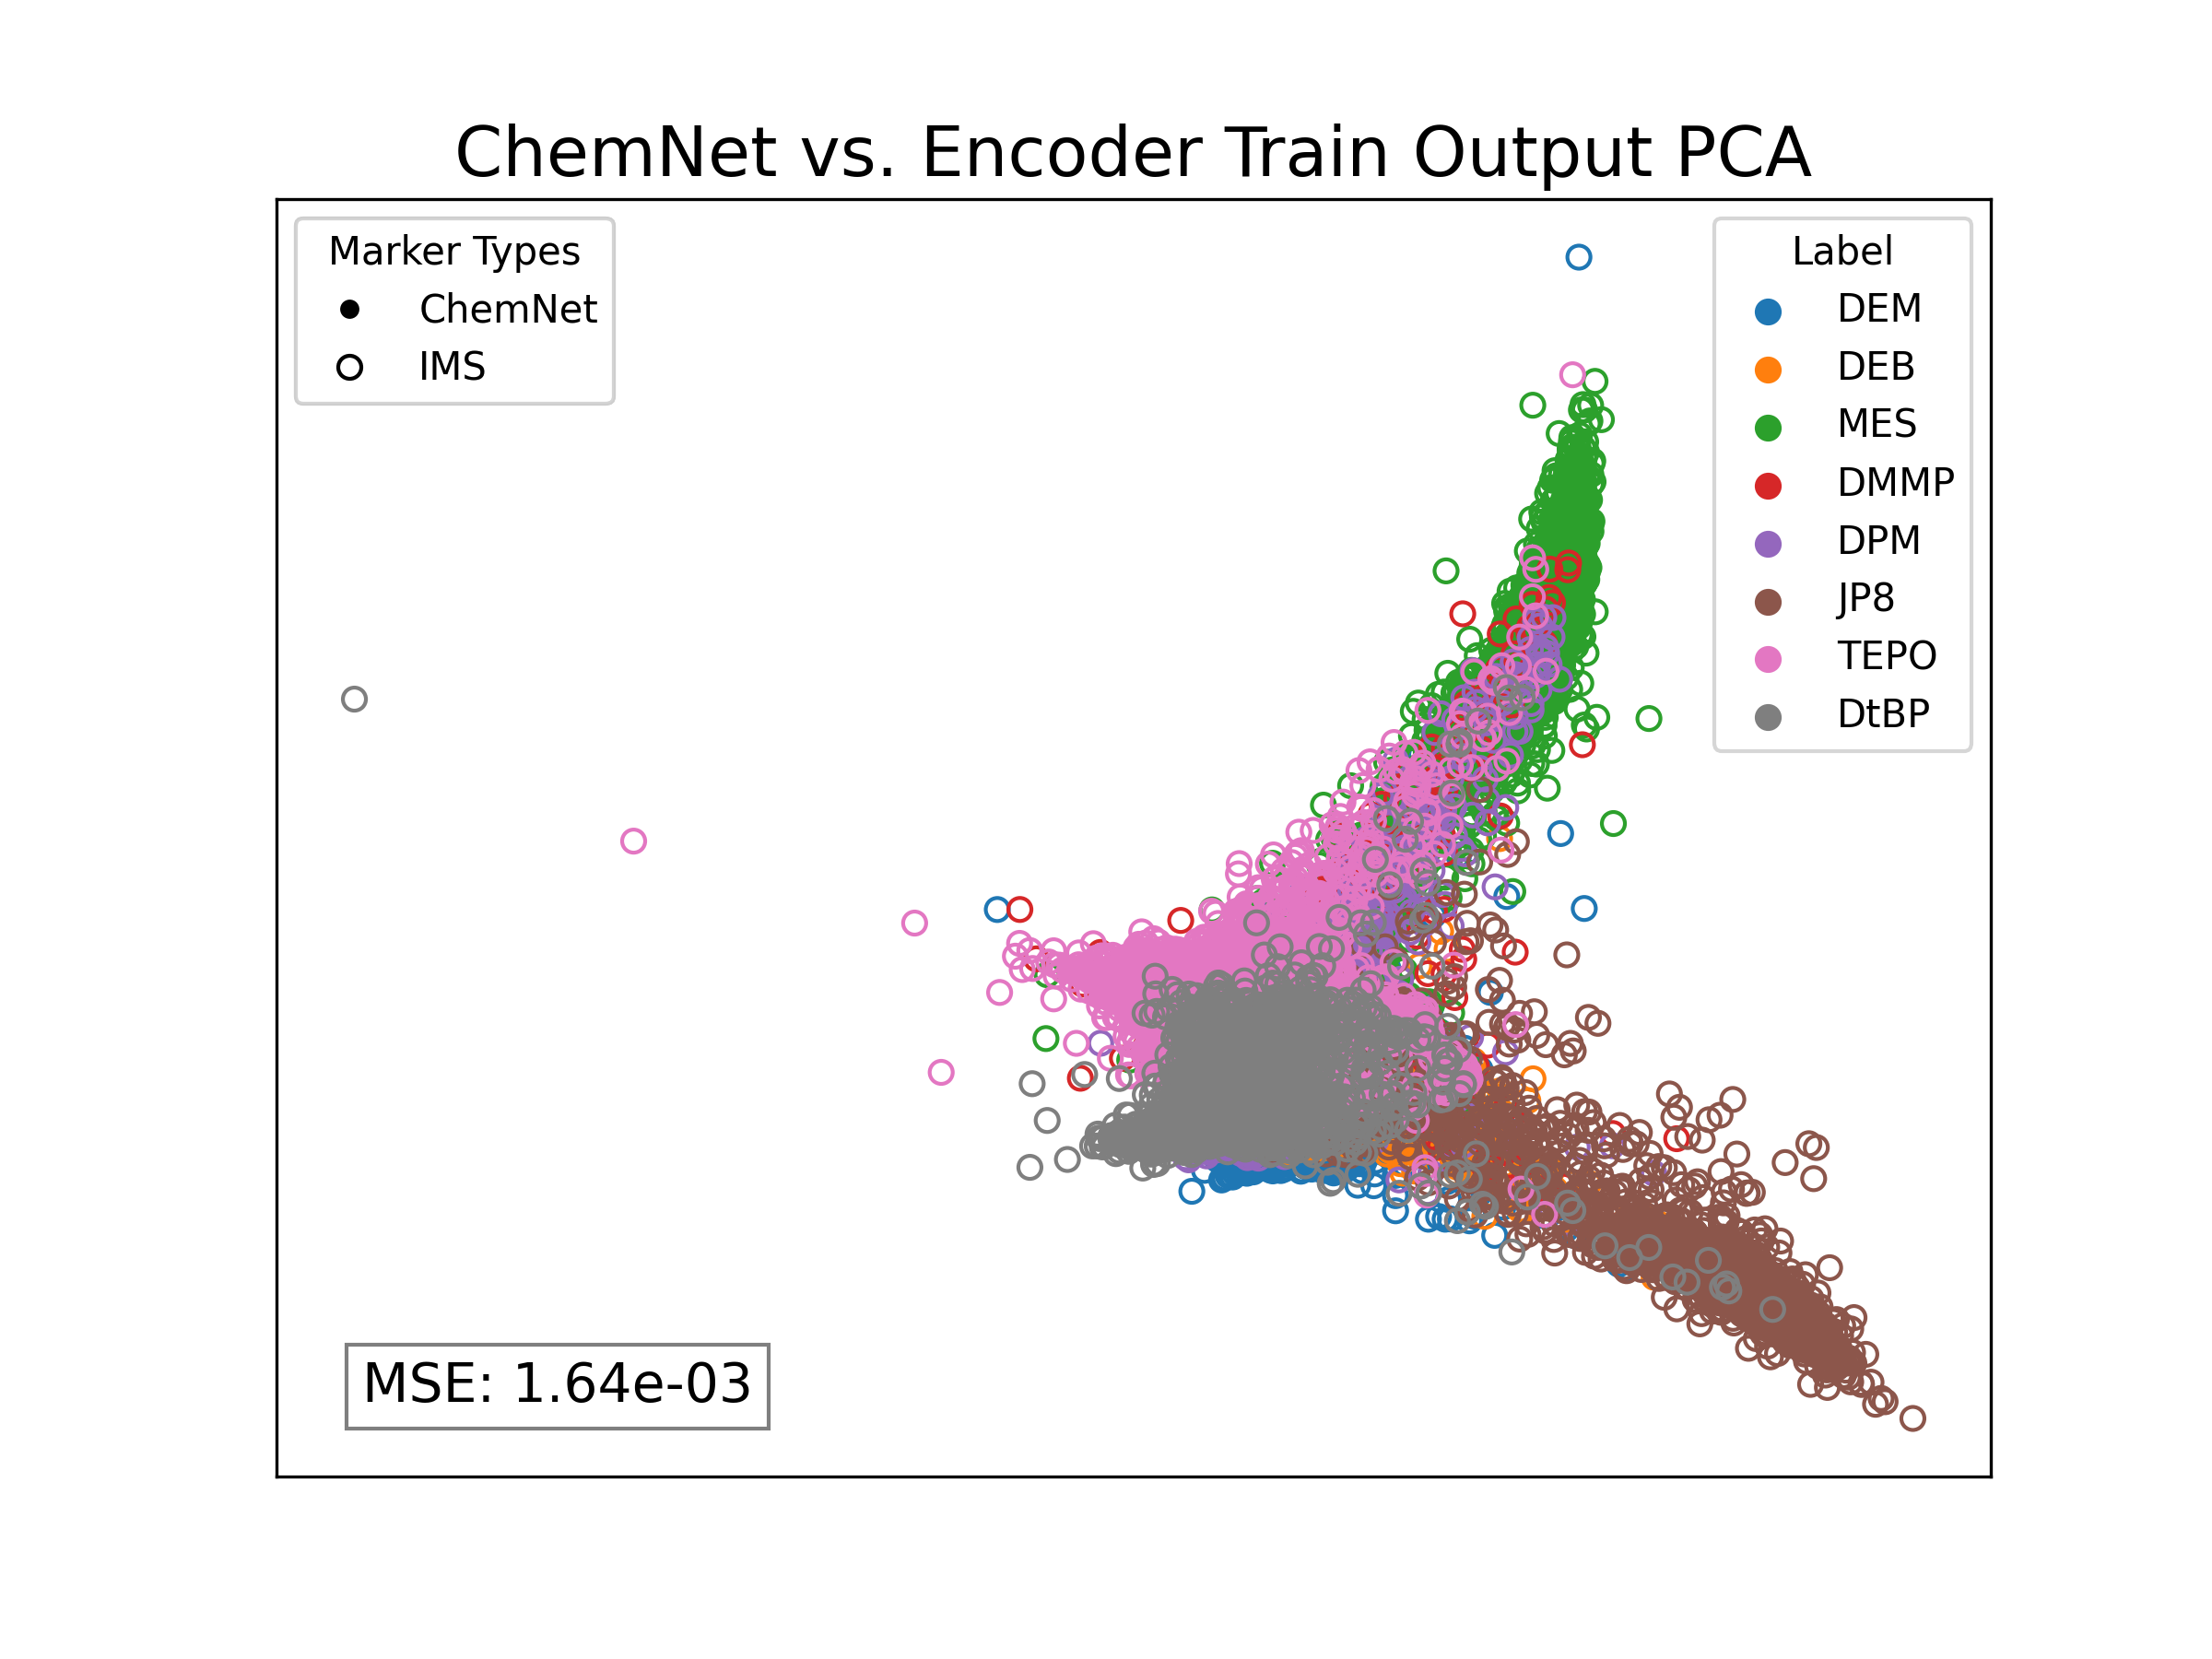 ChemNet vs. Encoder Train Output PCA
Marker Types
ChemNet
IMS
Label
DEM
DEB
MES
DMMP
DPM
JP8
TEPO
DtBP
MSE: 1.64e-03